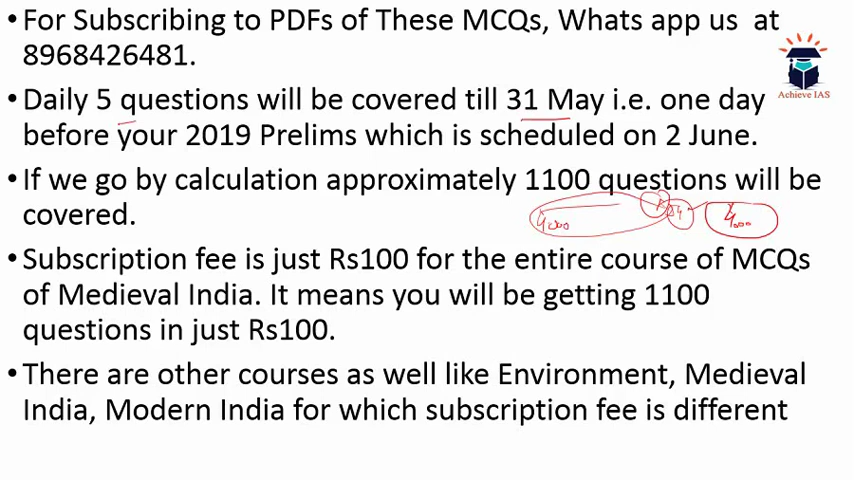 •For Subscribing to PDFs of These MCQs, Whats app us at
8968426481.
•Daily 5 questions will be covered till 31 May i.e. one day
before your 2019 Prelims which is scheduled on 2 June.
•If we go by calculation approximately 1100 questions will be
covered.
•Subscription fee is just Rs100 for the entire course of MCQs
of Medieval India. It means you will be getting 1100
questions in just Rs100.
•There are other courses as well like Environment, Medieval
India, Modern India for which subscription fee is different
Achieve IAS
4000
4000